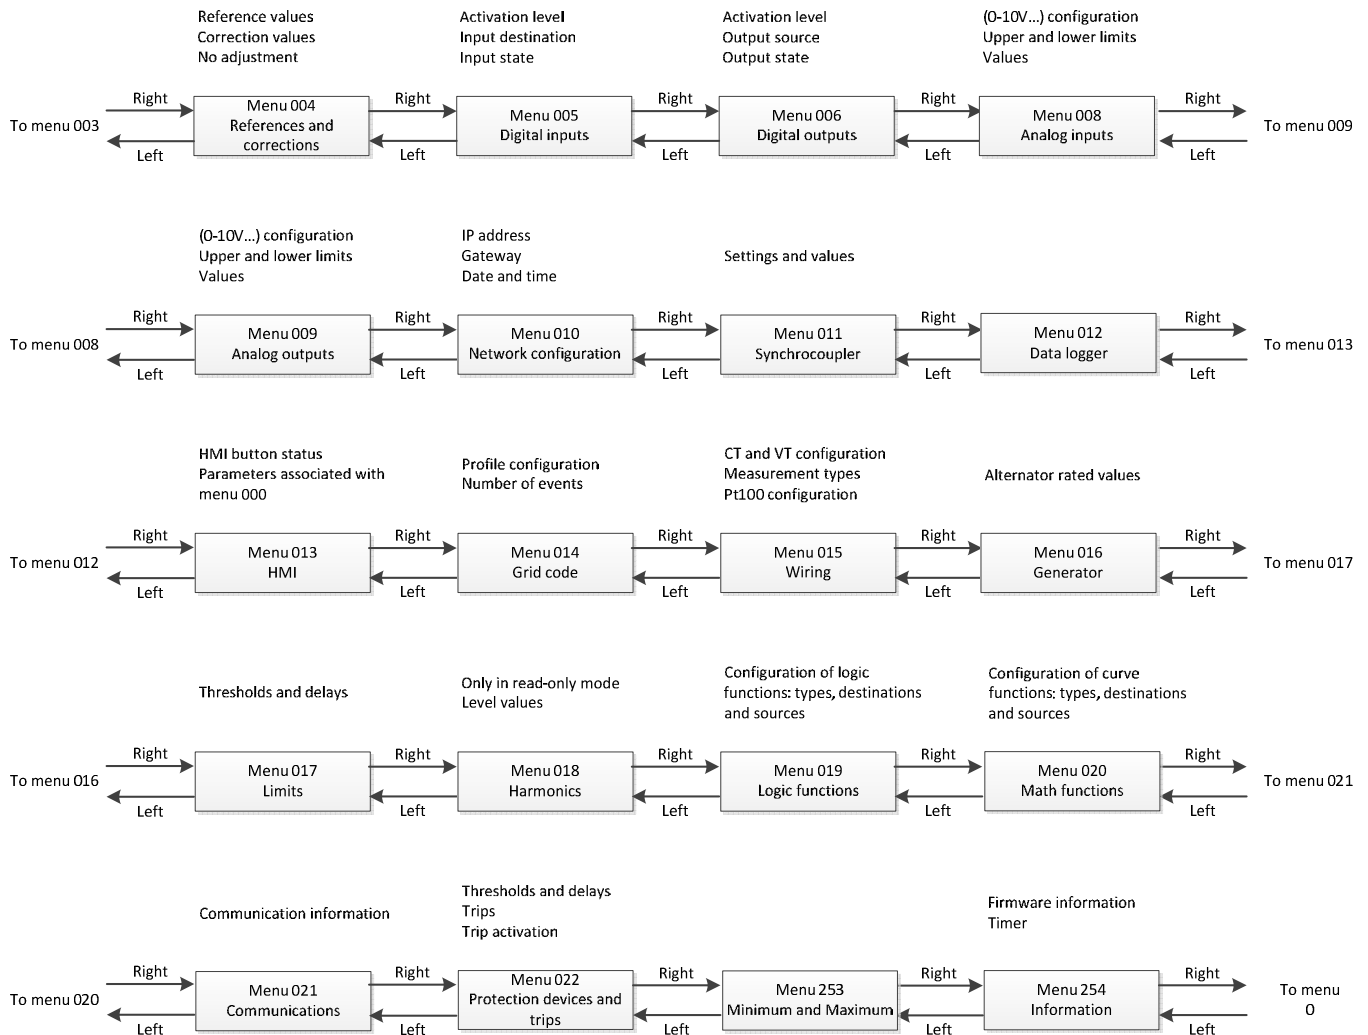 Reference values
Correction values
No adjustment
Activation level
Input destination
Input state
Activation level
Output source
Output state
(0-10V...) configuration
Upper and lower limits
Values
To menu 003
Right
Left
Menu 004
References and
corrections
Right
Left
Menu 005
Digital inputs
Right
Left
Menu 006
Digital outputs
Right
Left
Menu 008
Analog inputs
Right
Left
To menu 009
(0-10V...) configuration
Upper and lower limits
Values
IP address
Gateway
Date and time
Settings and values
To menu 008
Right
Left
Menu 009
Analog outputs
Right
Left
Menu 010
Network configuration
Right
Left
Menu 011
Synchrocoupler
Right
Left
Menu 012
Data logger
Right
Left
To menu 013
HMI button status
Parameters associated with
menu 000
Profile configuration
Number of events
CT and VT configuration
Measurement types
Pt100 configuration
Alternator rated values
To menu 012
Right
Left
Menu 013
HMI
Right
Left
Menu 014
Grid code
Right
Left
Menu 015
Wiring
Right
Left
Menu 016
Generator
Right
Left
To menu 017
Thresholds and delays
Only in read-only mode
Level values
Configuration of logic
functions: types, destinations
and sources
Configuration of curve
functions: types, destinations
and sources
To menu 016
Right
Left
Menu 017
Limits
Right
Left
Menu 018
Harmonics
Right
Left
Menu 019
Logic functions
Right
Left
Menu 020
Math functions
Right
Left
To menu 021
Communication information
Thresholds and delays
Trips
Trip activation
Firmware information
Timer
To menu 020
Right
Left
Menu 021
Communications
Right
Left
Menu 022
Protection devices and
trips
Right
Left
Menu 253
Minimum and Maximum
Right
Left
Menu 254
Information
Right
Left
To menu
0